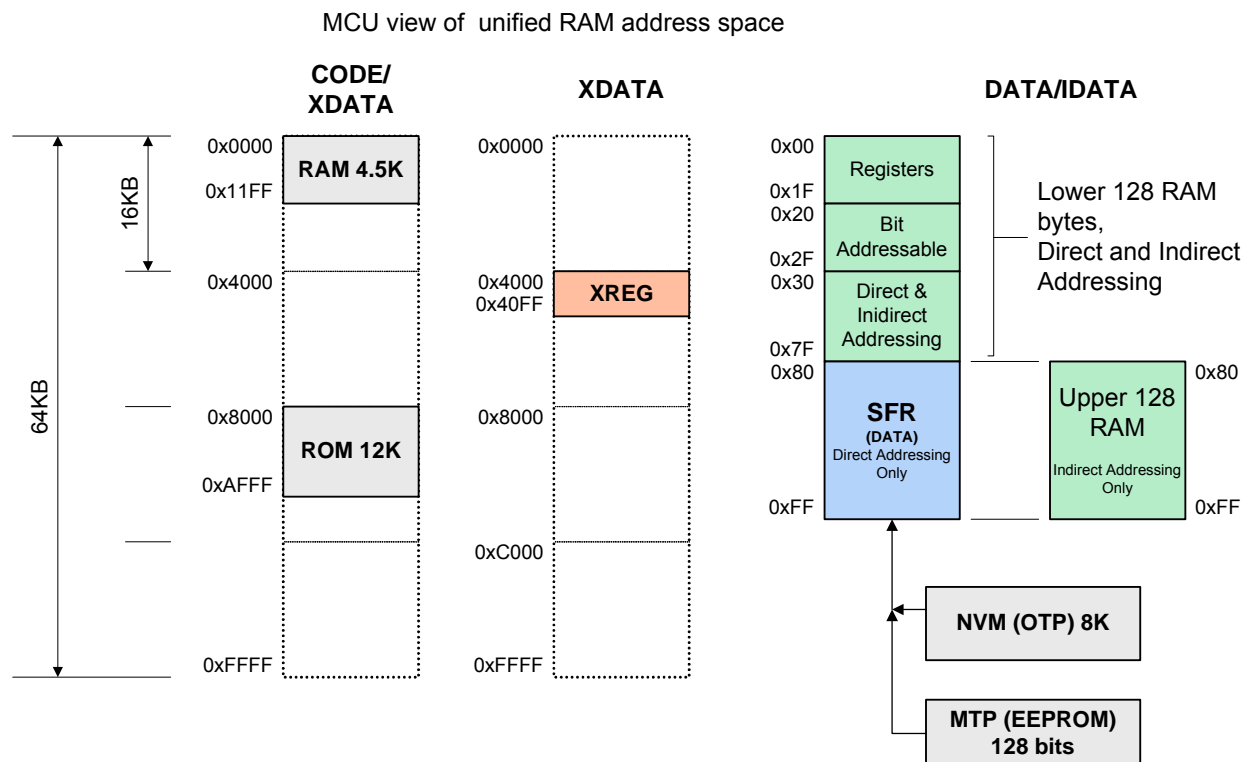 MCU view of unified RAM address space
CODE/
XDATA
XDATA
DATA/IDATA
64KB
16KB
0x0000
0x11FF
0x4000
0x8000
0xAFFF
0xFFFF
RAM 4.5K
ROM 12K
0x0000
0x4000
0x40FF
0x8000
0xC000
0xFFFF
XREG
0x00
0x1F
0x20
0x2F
0x30
0x7F
0x80
0xFF
Registers
Bit
Addressable
Direct &
Inidirect
Addressing
SFR
(DATA)
Direct Addressing
Only
Lower 128 RAM
bytes,
Direct and Indirect
Addressing
Upper 128
RAM
Indirect Addressing
Only
0x80
0xFF
NVM (OTP) 8K
MTP (EEPROM)
128 bits